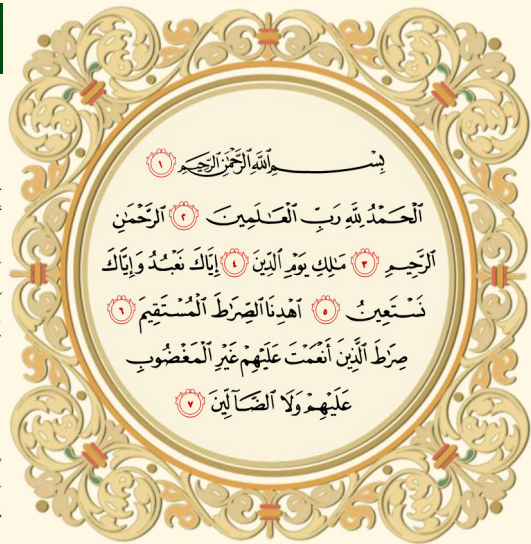 بِسْمِ ٱللَّهِ ٱلرَّحْمَٰنِ ٱلرَّحِيمِ ١
ٱلْحَمْدُ لِلَّهِ رَبِّ ٱلْعَٰلَمِينَ ٢ ٱلرَّحْمَٰنِ
ٱلرَّحِيمِ ٣ مَٰلِكِ يَوْمِ ٱلدِّينِ ٤ إِيَّاكَ نَعْبُدُ وَإِيَّاكَ
نَسْتَعِينُ ٥ ٱهْدِنَا ٱلصِّرَٰطَ ٱلْمُسْتَقِيمَ ٦
صِرَٰطَ ٱلَّذِينَ أَنْعَمْتَ عَلَيْهِمْ غَيْرِ ٱلْمَغْضُوبِ
عَلَيْهِمْ وَلَا ٱلضَّآلِّينَ ٧